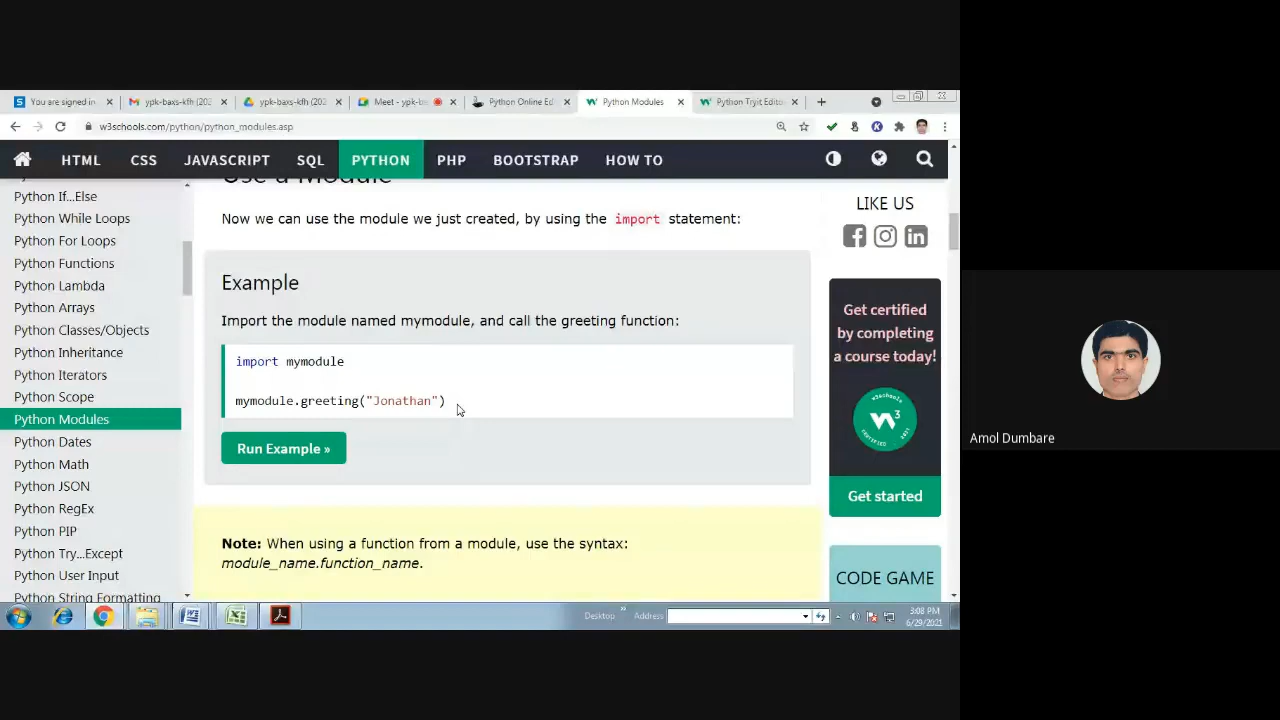 You are signed in
ypk-baxs-kfh (202
ypk-baxs-kfh (202
Meet - ypk-ba
Python Online Ed
Python Modules
Python Tryit Edito
w3schools.com/python/python_modules.asp
HTML
CSS
JAVASCRIPT
SQL
PYTHON
PHP
BOOTSTRAP
HOW TO
Python If...Else
Python While Loops
Python For Loops
Python Functions
Python Lambda
Python Arrays
Python Classes/Objects
Python Inheritance
Python Iterators
Python Scope
Python Modules
Python Dates
Python Math
Python JSON
Python RegEx
Python PIP
Python Try...Except
Python User Input
Python String Formatting
Use a Module
Now we can use the module we just created, by using the import statement:
Example
Import the module named mymodule, and call the greeting function:
import mymodule
mymodule.greeting("Jonathan")
Run Example »
Note: When using a function from a module, use the syntax:
module_name.function_name.
LIKE US
Get certified
by completing
a course today!
w3schools
CERTIFIED . 2021
Get started
CODE GAME
Desktop
Address
3:08 PM
6/29/2021
Amol Dumbare